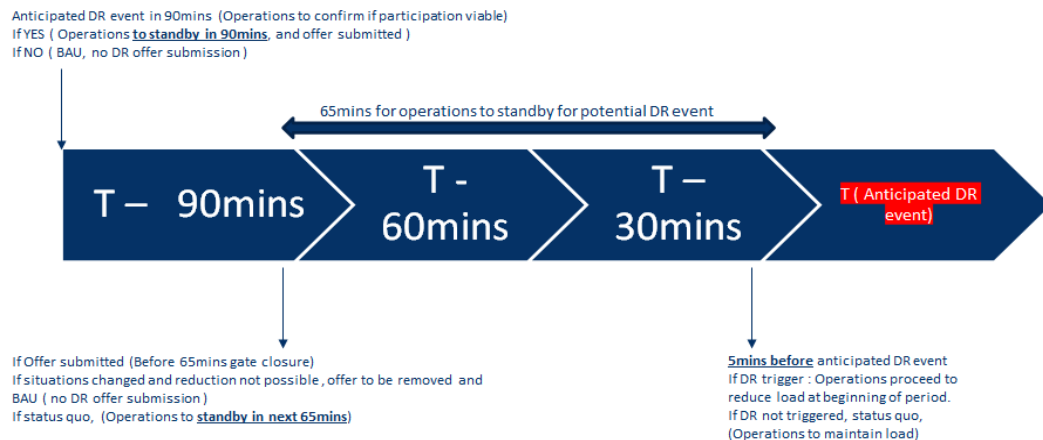 Anticipated DR event in 90mins (Operations to confirm if participation viable)
If YES ( Operations to standby in 90mins, and offer submitted )
If NO ( BAU, no DR offer submission )
65mins for operations to standby for potential DR event
T – 90mins
T -
60mins
T –
30mins
T ( Anticipated DR
event)
If Offer submitted (Before 65mins gate closure)
If situations changed and reduction not possible , offer to be removed and
BAU ( no DR offer submission )
If status quo, (Operations to standby in next 65mins)
5mins before anticipated DR event
If DR trigger : Operations proceed to
reduce load at beginning of period.
If DR not triggered, status quo,
(Operations to maintain load)